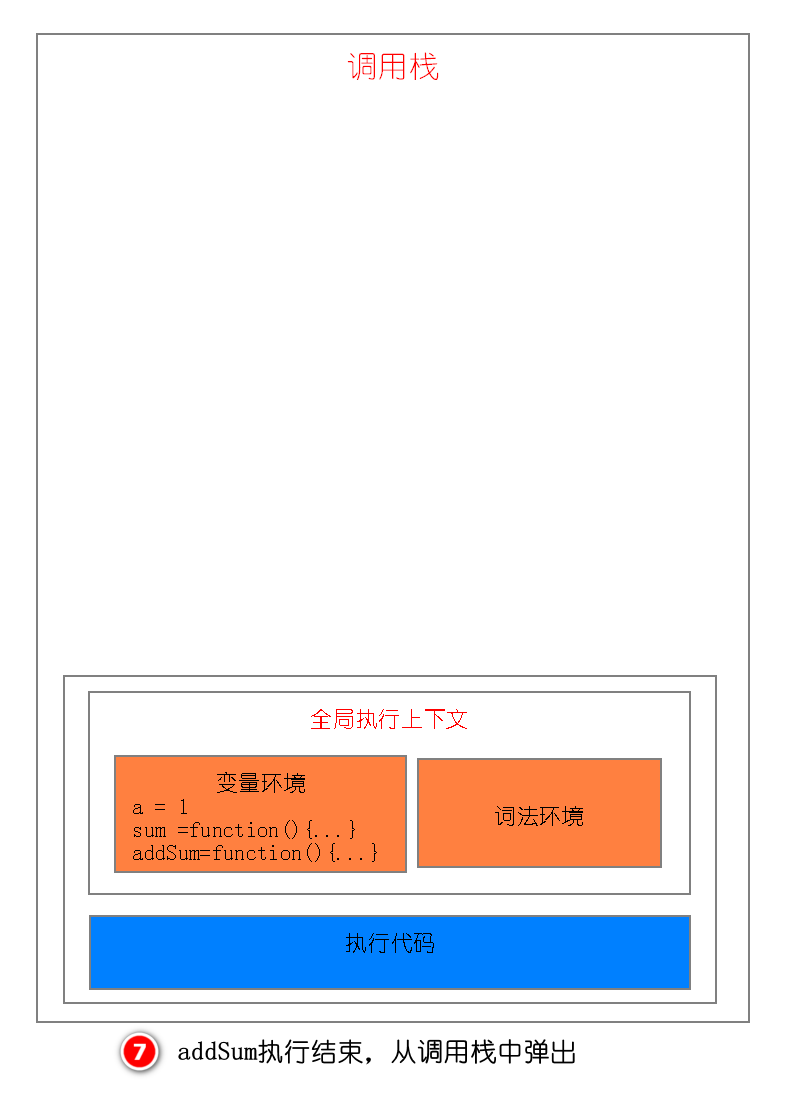 调用栈
全局执行上下文
变量环境
a = 1
sum =function(){...}
addSum=function(){...}
词法环境
执行代码
7 addSum执行结束，从调用栈中弹出